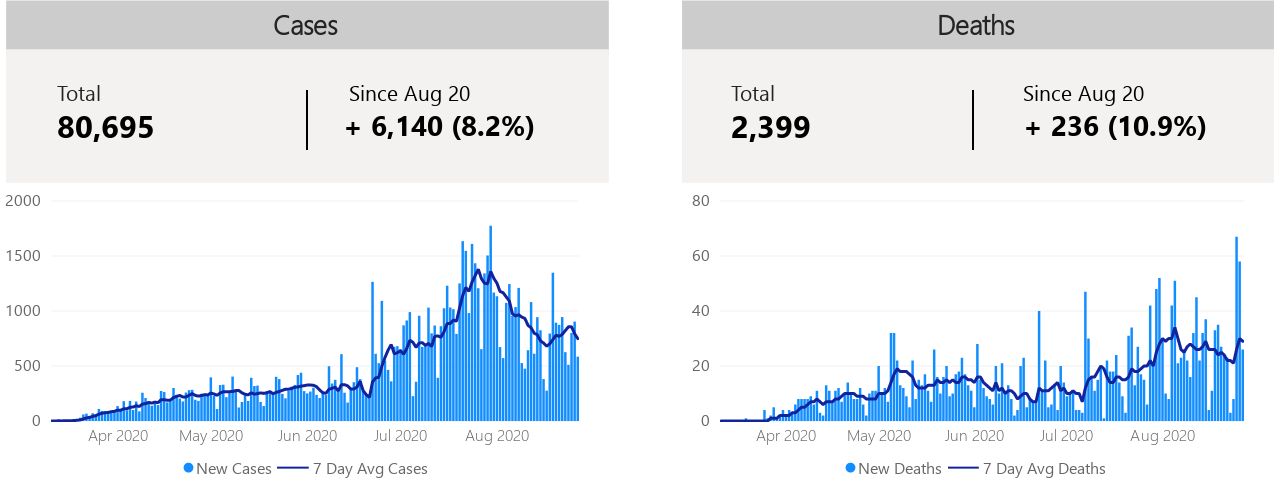 Cases
Total
Since Aug 20
80,695
+ 6,140 (8.2%)
2000
1500
1000
500
0
Apr 2020 May 2020 Jun 2020 Jul 2020 Aug 2020
New Cases 7 Day Avg Cases
Deaths
Total
Since Aug 20
2,399
+ 236 (10.9%)
80
60
40
20
0
Apr 2020 May 2020 Jun 2020 Jul 2020 Aug 2020
New Deaths 7 Day Avg Deaths